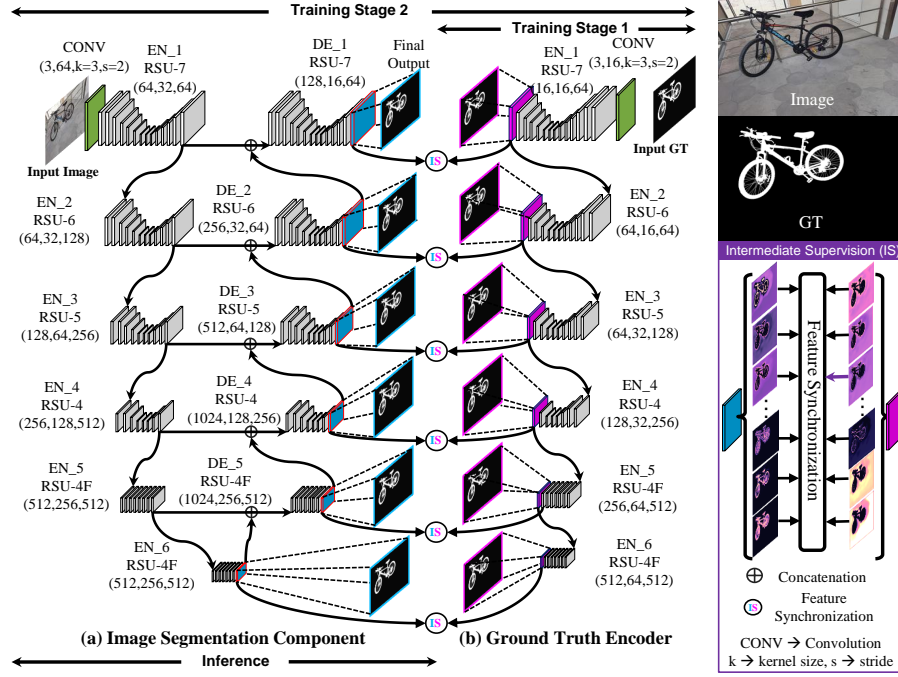 Training Stage 2
Training Stage 1
CONV
(3,64,k=3,s=2)
EN_1
RSU-7
(64,32,64)
DE_1
RSU-7
(128,16,64)
Final
Output
EN_1
RSU-7
(16,16,64)
CONV
(3,16,k=3,s=2)
Input Image
Input GT
IS
EN_2
RSU-6
(64,32,128)
DE_2
RSU-6
(256,32,64)
EN_2
RSU-6
(64,16,64)
IS
EN_3
RSU-5
(128,64,256)
DE_3
RSU-5
(512,64,128)
EN_3
RSU-5
(64,32,128)
IS
EN_4
RSU-4
(256,128,512)
DE_4
RSU-4
(1024,128,256)
EN_4
RSU-4
(128,32,256)
IS
EN_5
RSU-4F
(512,256,512)
DE_5
RSU-4F
(1024,256,512)
EN_5
RSU-4F
(256,64,512)
IS
EN_6
RSU-4F
(512,256,512)
EN_6
RSU-4F
(512,64,512)
IS
(a) Image Segmentation Component
(b) Ground Truth Encoder
Inference
Image
GT
Intermediate Supervision (IS)
Feature Synchronization
⊕ Concatenation
IS Feature
Synchronization
CONV → Convolution
k → kernel size, s → stride